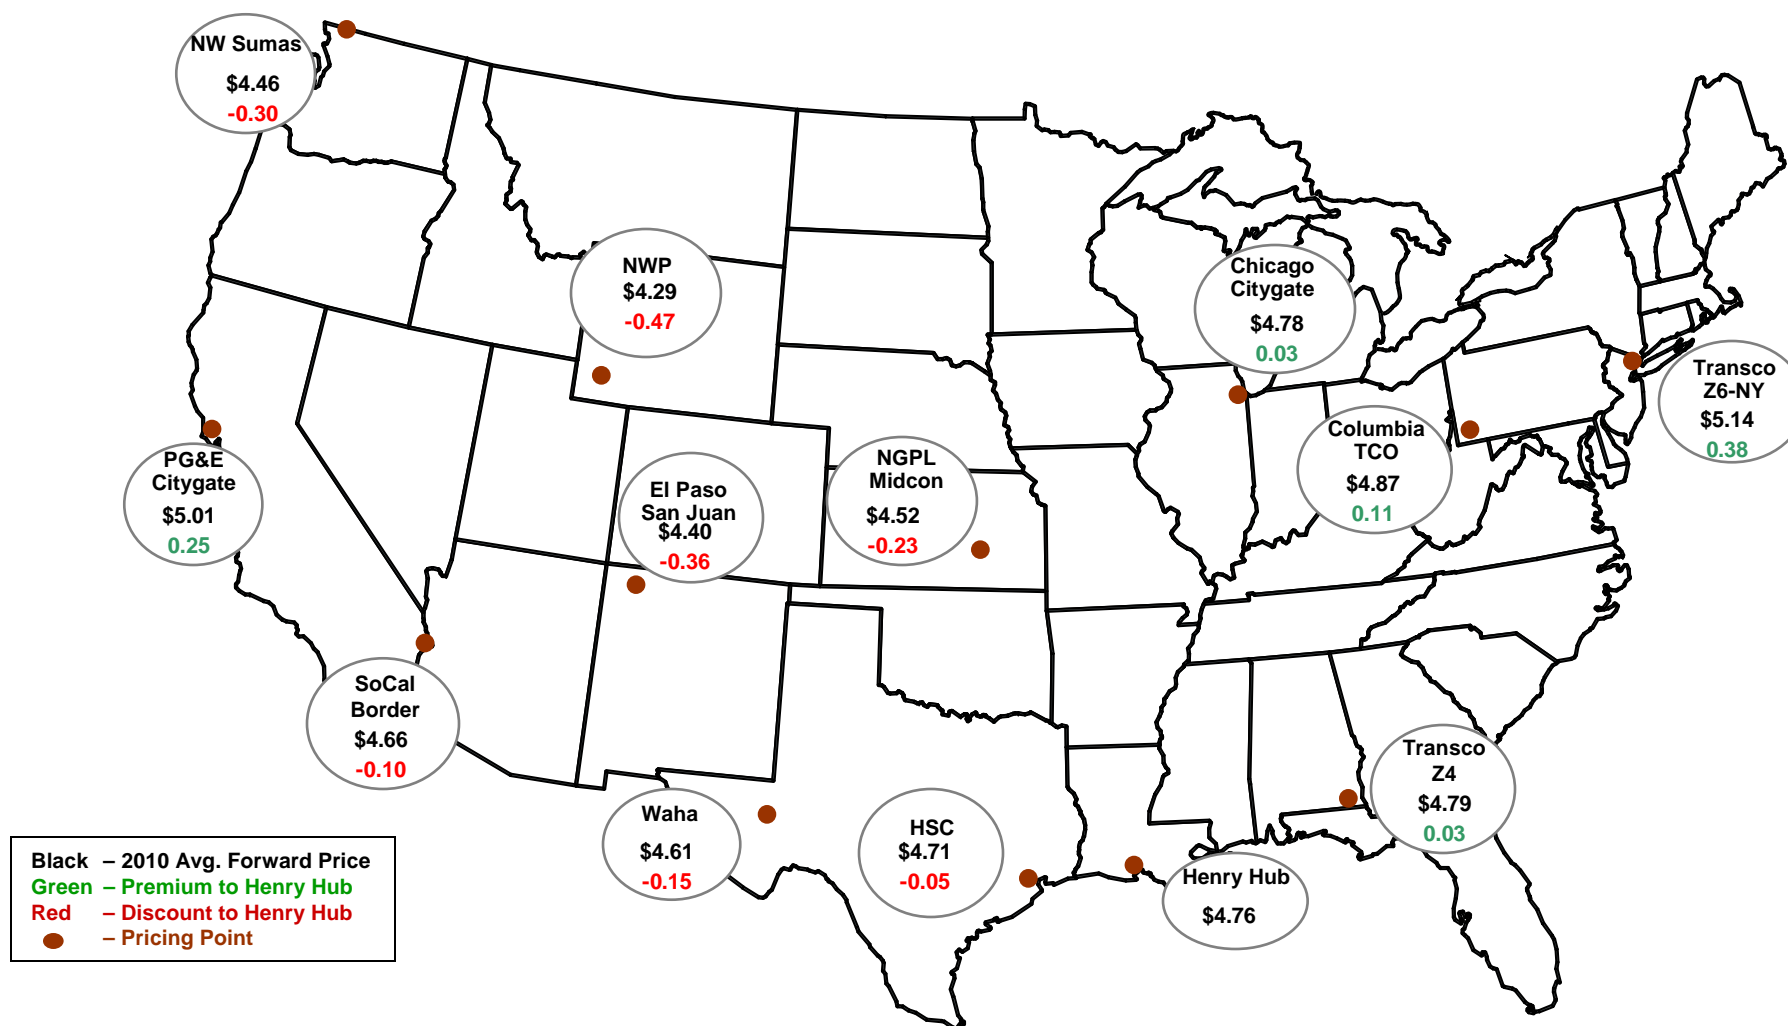 NW Sumas
$4.46
-0.30
NWP
$4.29
-0.47
Chicago
Citygate
$4.78
0.03
Transco
Z6-NY
$5.14
0.38
Columbia
TCO
$4.87
0.11
PG&E
Citygate
$5.01
0.25
El Paso
San Juan
$4.40
-0.36
NGPL
Midcon
$4.52
-0.23
SoCal
Border
$4.66
-0.10
Waha
$4.61
-0.15
HSC
$4.71
-0.05
Henry Hub
$4.76
Transco
Z4
$4.79
0.03
Black – 2010 Avg. Forward Price
Green – Premium to Henry Hub
Red – Discount to Henry Hub
– Pricing Point